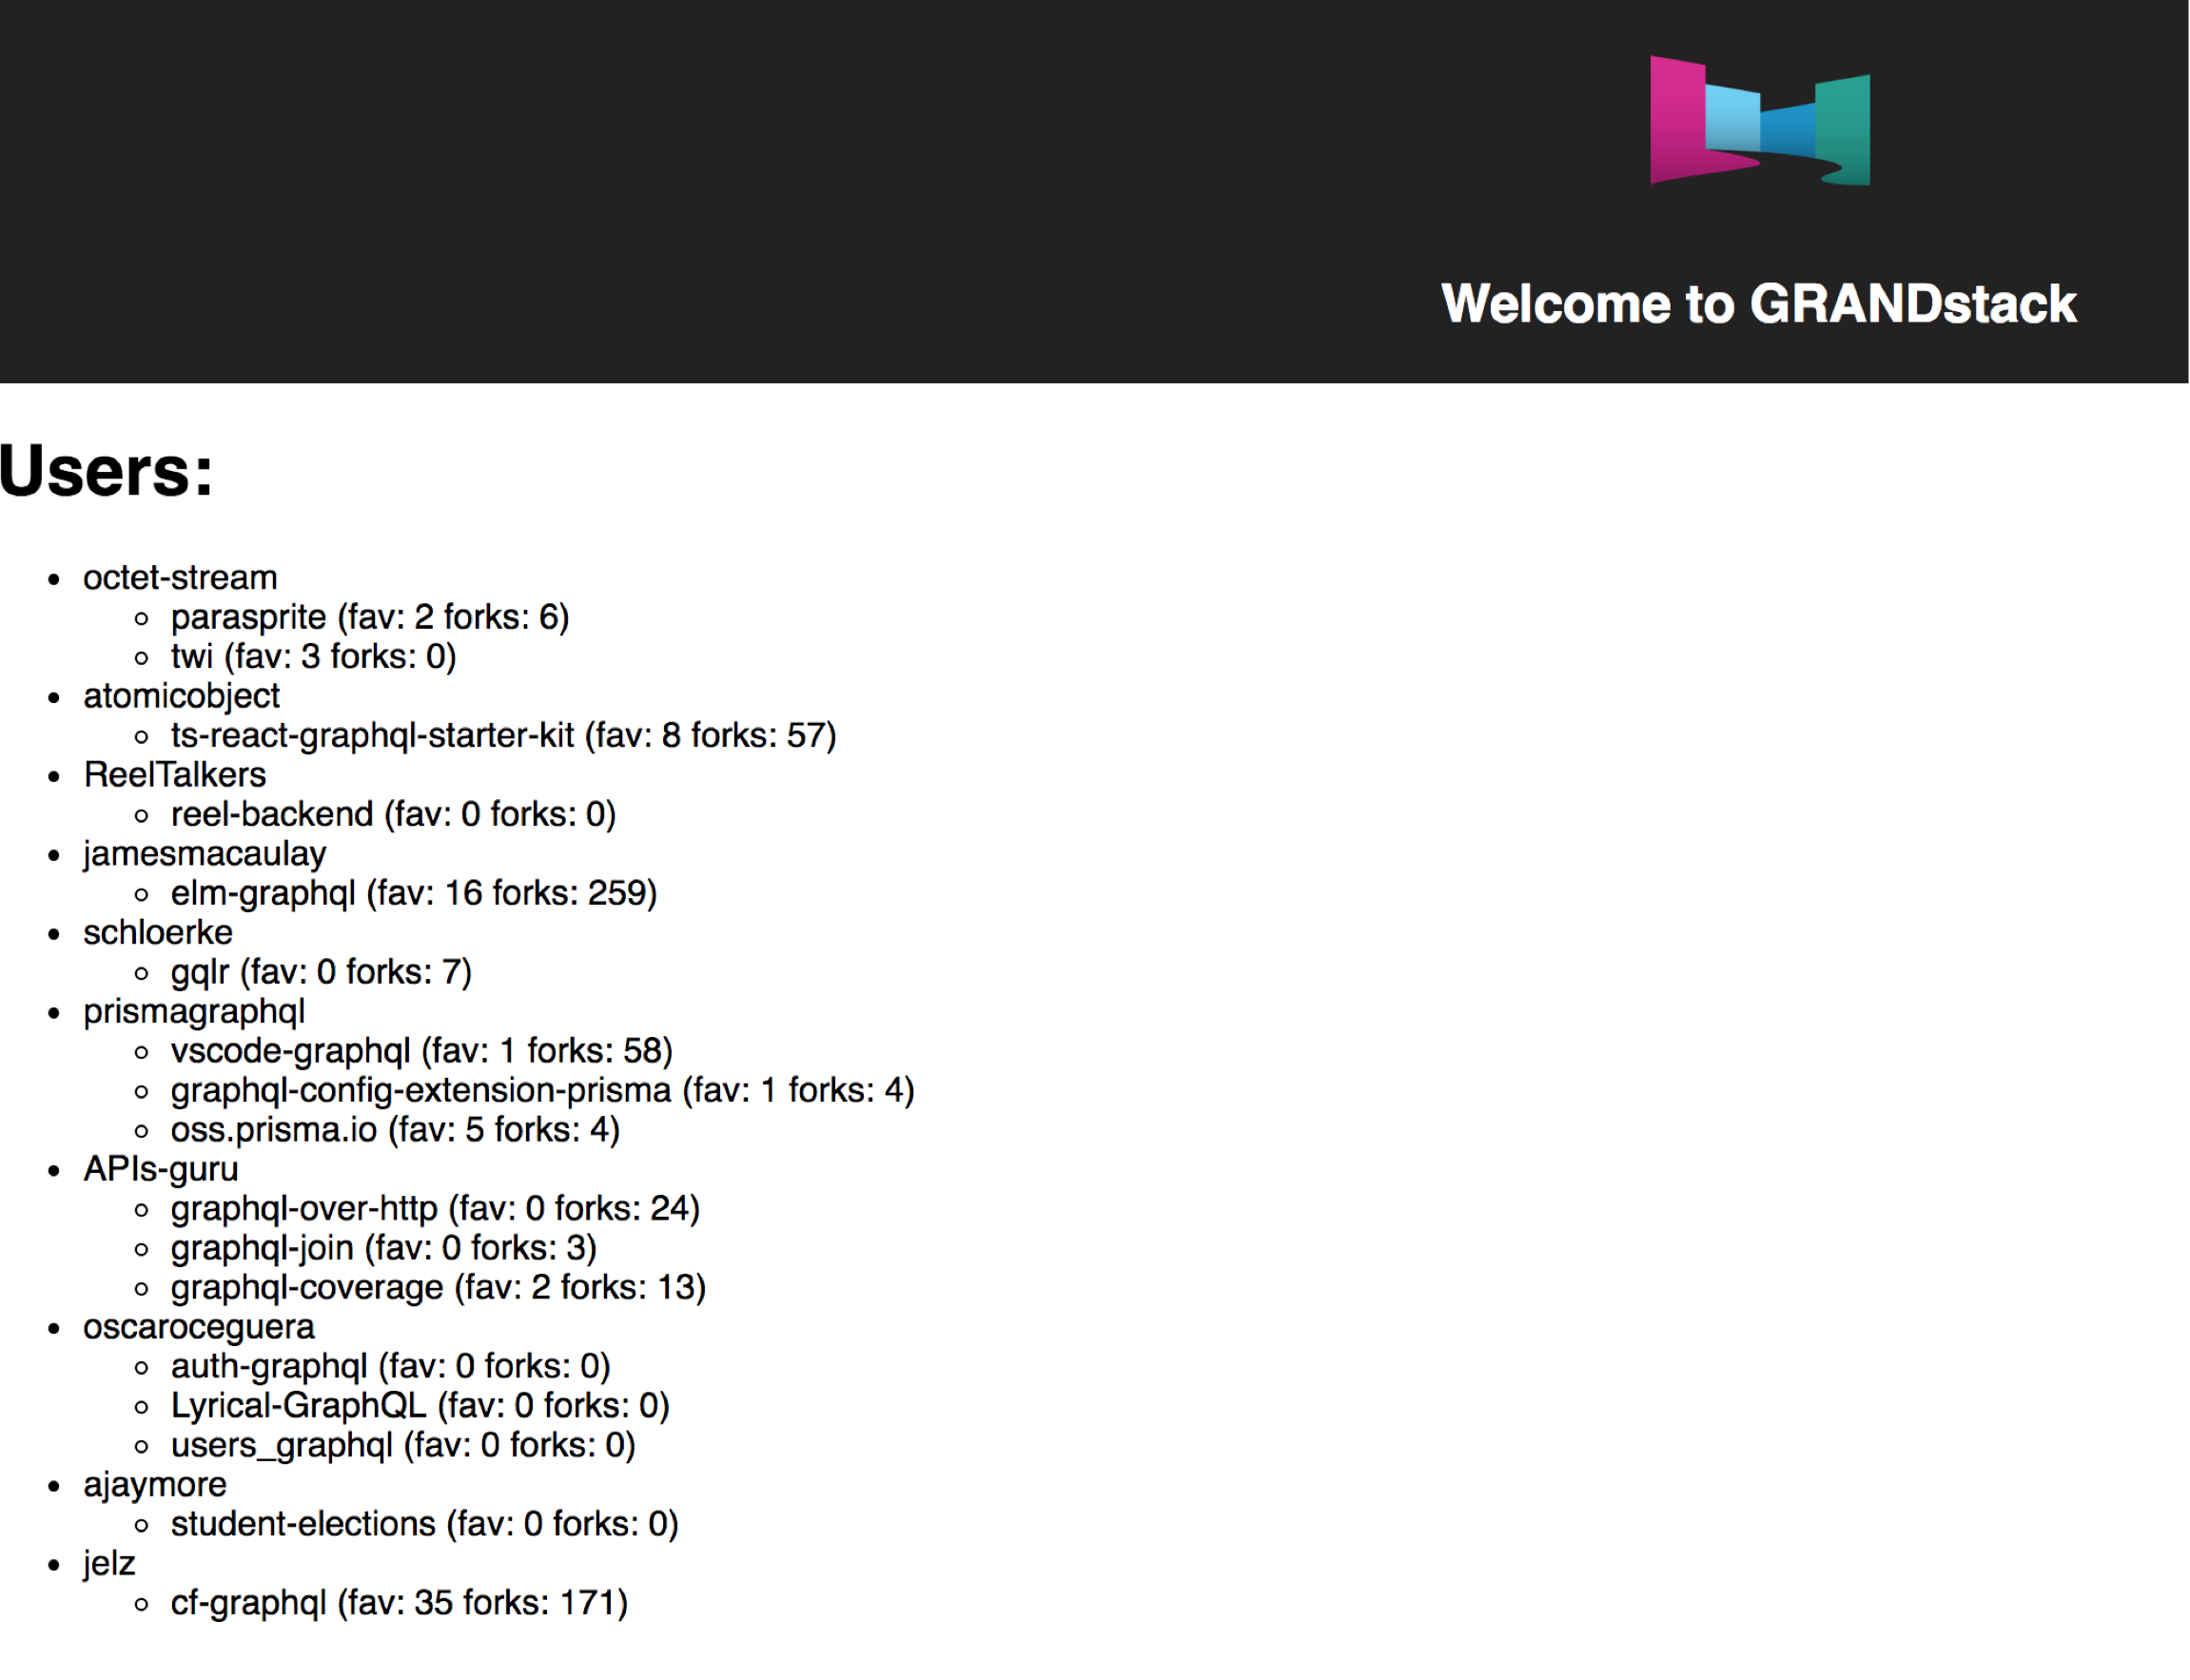 Welcome to GRANDstack
Users:
octet-stream
parasprite (fav: 2 forks: 6)
twi (fav: 3 forks: 0)
atomicobject
ts-react-graphql-starter-kit (fav: 8 forks: 57)
ReelTalkers
reel-backend (fav: 0 forks: 0)
jamesmacaulay
elm-graphql (fav: 16 forks: 259)
schloerke
gqlr (fav: 0 forks: 7)
prismagraphql
vscode-graphql (fav: 1 forks: 58)
graphql-config-extension-prisma (fav: 1 forks: 4)
oss.prisma.io (fav: 5 forks: 4)
APIs-guru
graphql-over-http (fav: 0 forks: 24)
graphql-join (fav: 0 forks: 3)
graphql-coverage (fav: 2 forks: 13)
oscaroceguera
auth-graphql (fav: 0 forks: 0)
Lyrical-GraphQL (fav: 0 forks: 0)
users_graphql (fav: 0 forks: 0)
ajaymore
student-elections (fav: 0 forks: 0)
jelz
cf-graphql (fav: 35 forks: 171)